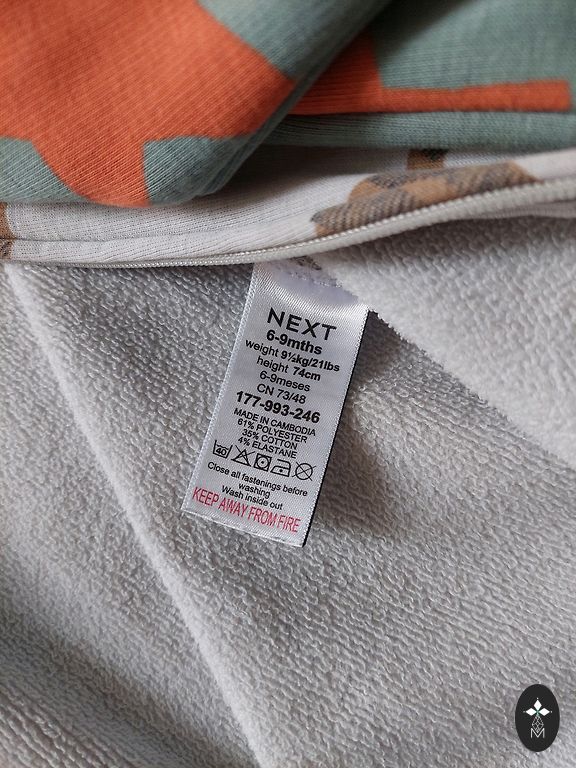 NEXT
6-9mths
weight 9½kg/21lbs
height 74cm
6-9meses
CN 73/48
177-993-246
MADE IN CAMBODIA
61% POLYESTER
35% COTTON
4% ELASTANE
40
Close all fastenings before
washing
Wash inside out
KEEP AWAY FROM FIRE
M